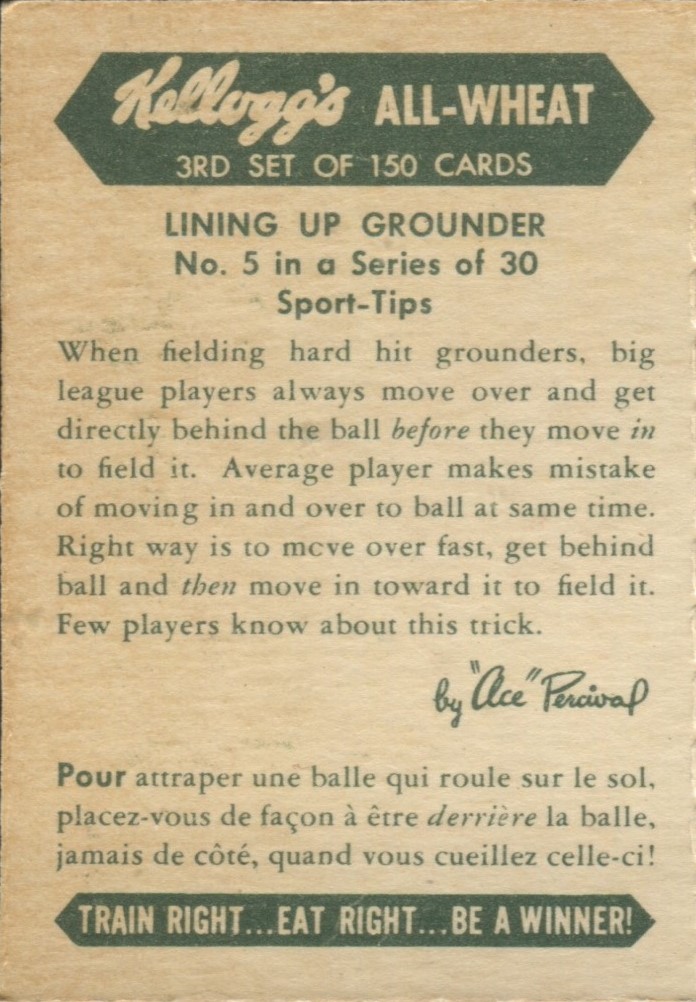 Kellogg's ALL-WHEAT
3RD SET OF 150 CARDS
LINING UP GROUNDER
No. 5 in a Series of 30
Sport-Tips
When fielding hard hit grounders, big
league players always move over and get
directly behind the ball before they move in
to field it. Average player makes mistake
of moving in and over to ball at same time.
Right way is to move over fast, get behind
ball and then move in toward it to field it.
Few players know about this trick.
by "Ace" Percival
Pour attraper une balle qui roule sur le sol,
placez-vous de façon à être derrière la balle,
jamais de côté, quand vous cueillez celle-ci!
TRAIN RIGHT...EAT RIGHT...BE A WINNER!